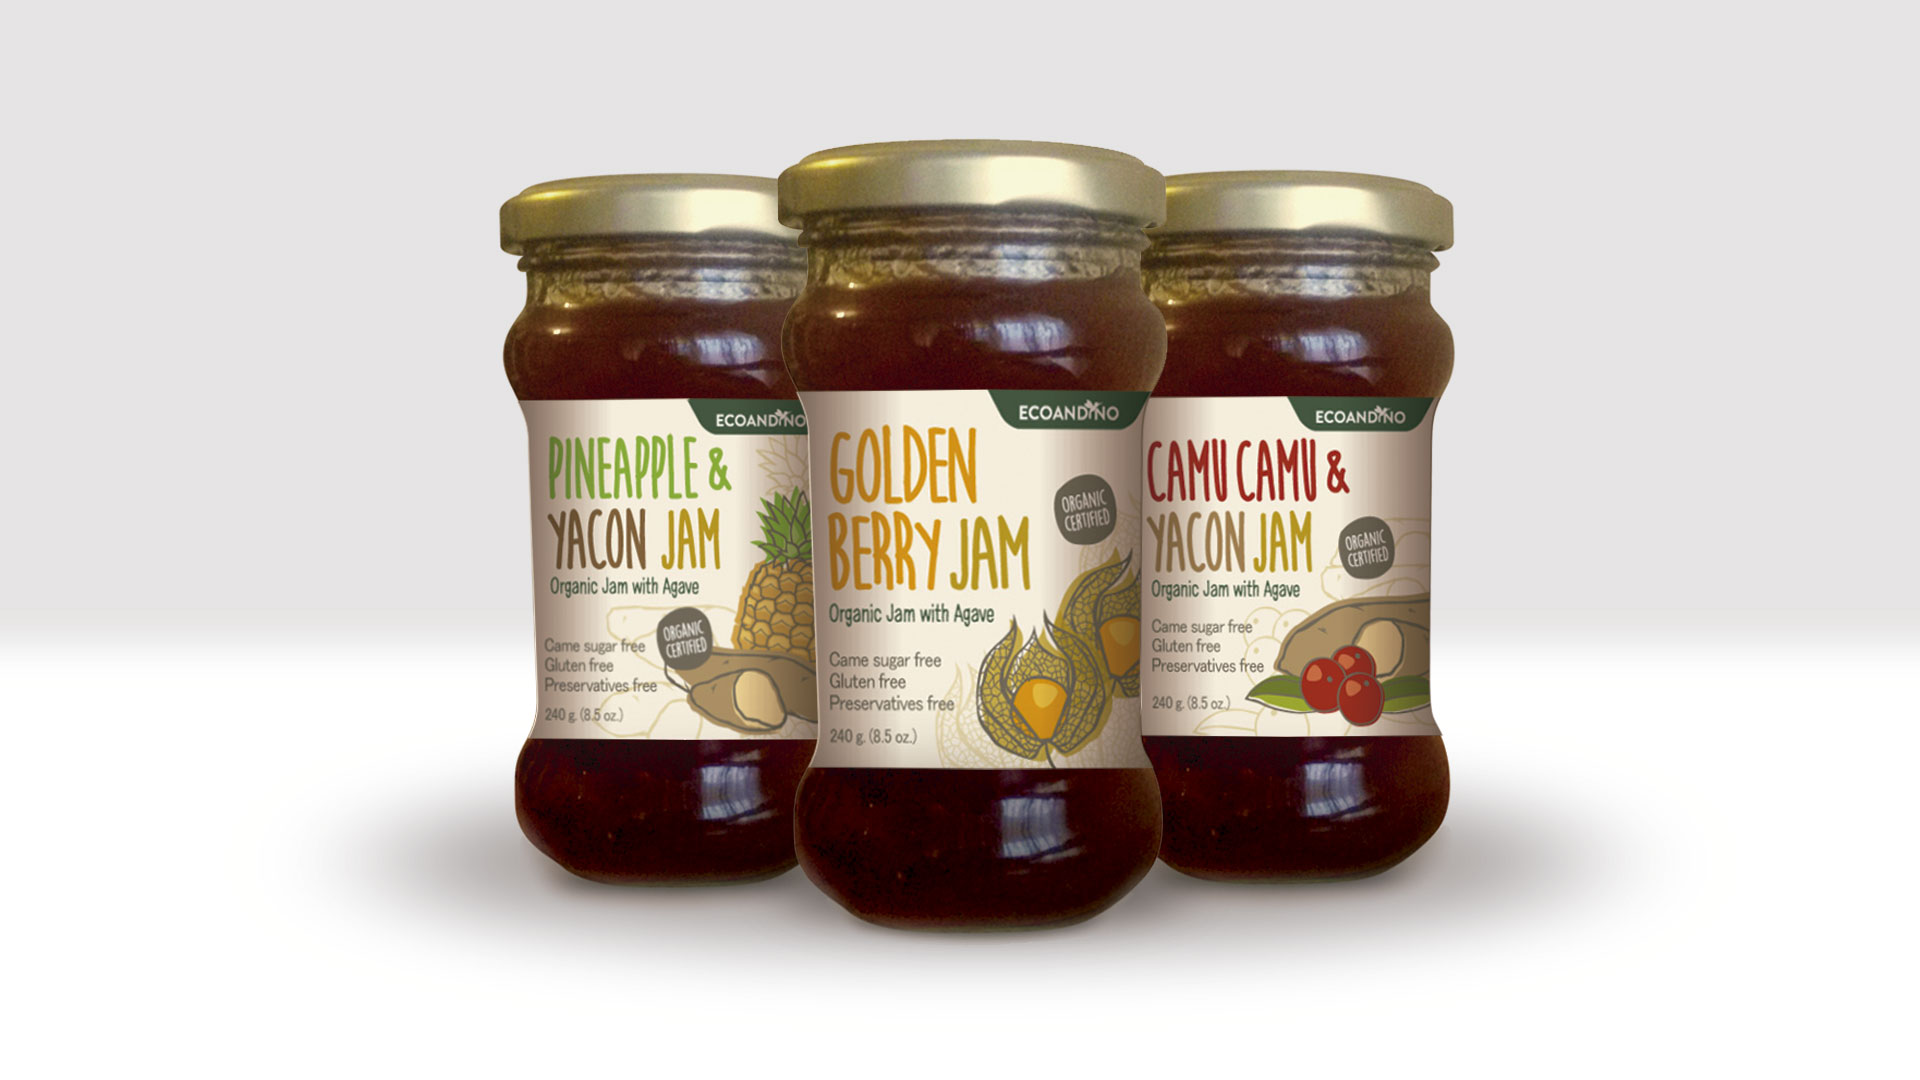 ECOANDINO
PINEAPPLE &
YACON JAM
Organic Jam with Agave
ORGANIC
CERTIFIED
Came sugar free
Gluten free
Preservatives free
240 g. (8.5 oz.)
ECOANDINO
GOLDEN
BERRY JAM
ORGANIC
CERTIFIED
Organic Jam with Agave
Came sugar free
Gluten free
Preservatives free
240 g. (8.5 oz.)
ECOANDINO
CAMU CAMU &
YACON JAM
ORGANIC
CERTIFIED
Organic Jam with Agave
Came sugar free
Gluten free
Preservatives free
240 g. (8.5 oz.)